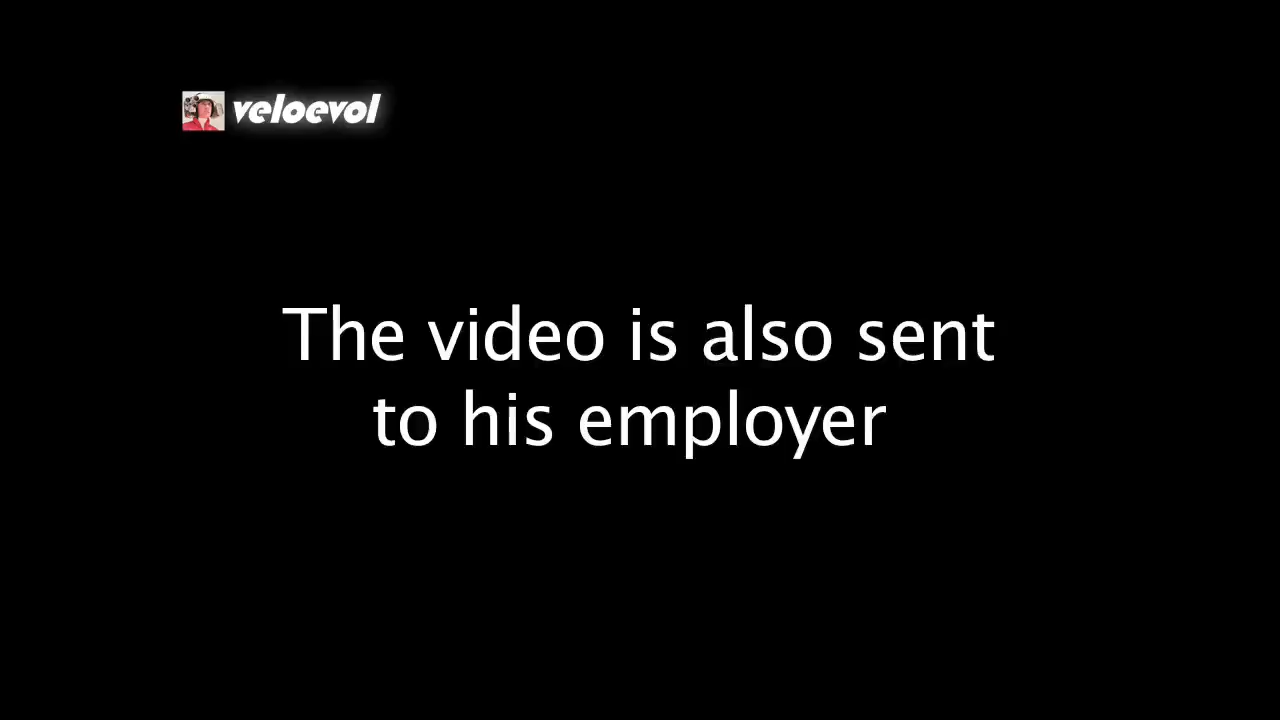 veloevol
The video is also sent
to his employer